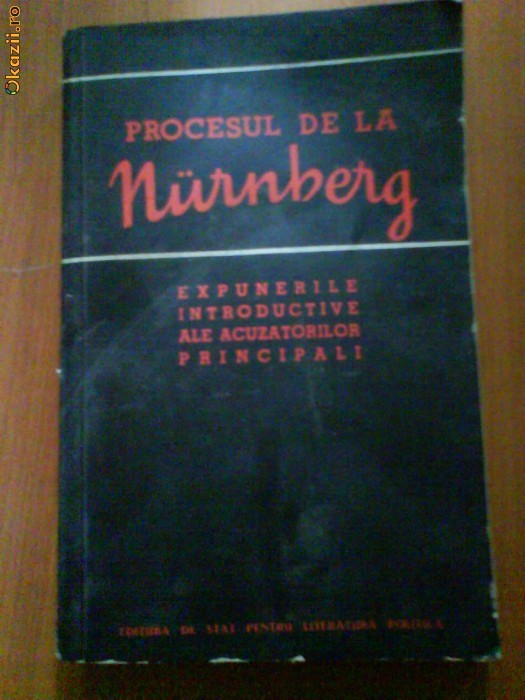 Okazii.ro
PROCESUL DE LA
Nürnberg
EXPUNERILE
INTRODUCTIVE
ALE ACUZATORILOR
PRINCIPALI
EDITURA DE STAT PENTRU LITERATURA POLITICA